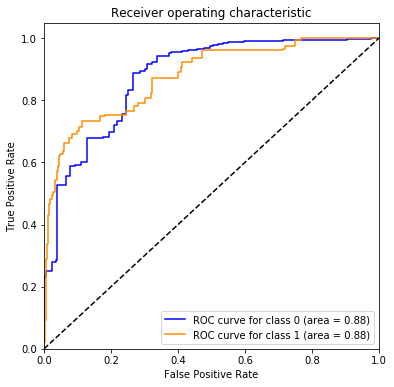 Receiver operating characteristic
True Positive Rate
1.0
0.8
0.6
0.4
0.2
0.0
0.0 0.2 0.4 0.6 0.8 1.0
False Positive Rate
ROC curve for class 0 (area = 0.88)
ROC curve for class 1 (area = 0.88)